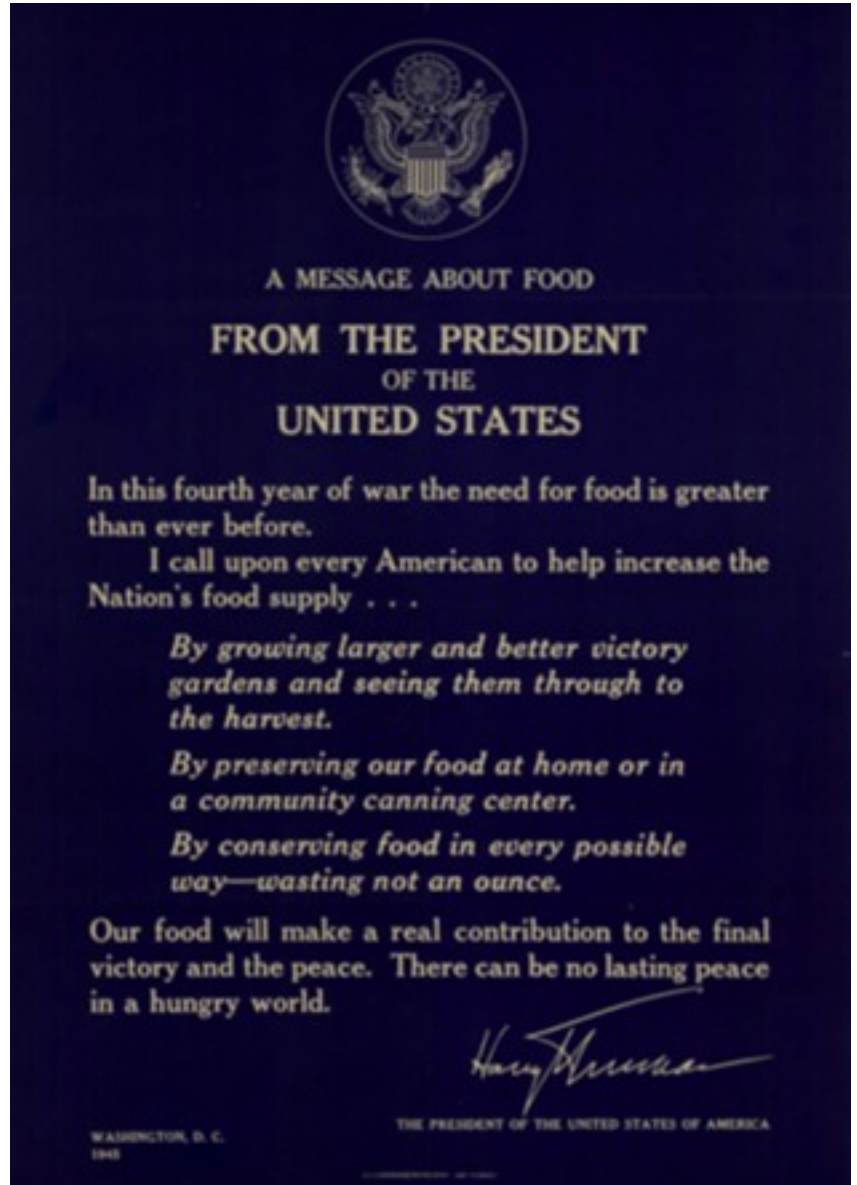 A MESSAGE ABOUT FOOD
FROM THE PRESIDENT
OF THE
UNITED STATES
In this fourth year of war the need for food is greater
than ever before.
I call upon every American to help increase the
Nation's food supply . . .
By growing larger and better victory
gardens and seeing them through to
the harvest.
By preserving our food at home or in
a community canning center.
By conserving food in every possible
way—wasting not an ounce.
Our food will make a real contribution to the final
victory and the peace. There can be no lasting peace
in a hungry world.
Harry Truman
THE PRESIDENT OF THE UNITED STATES OF AMERICA
WASHINGTON, D. C.
1945